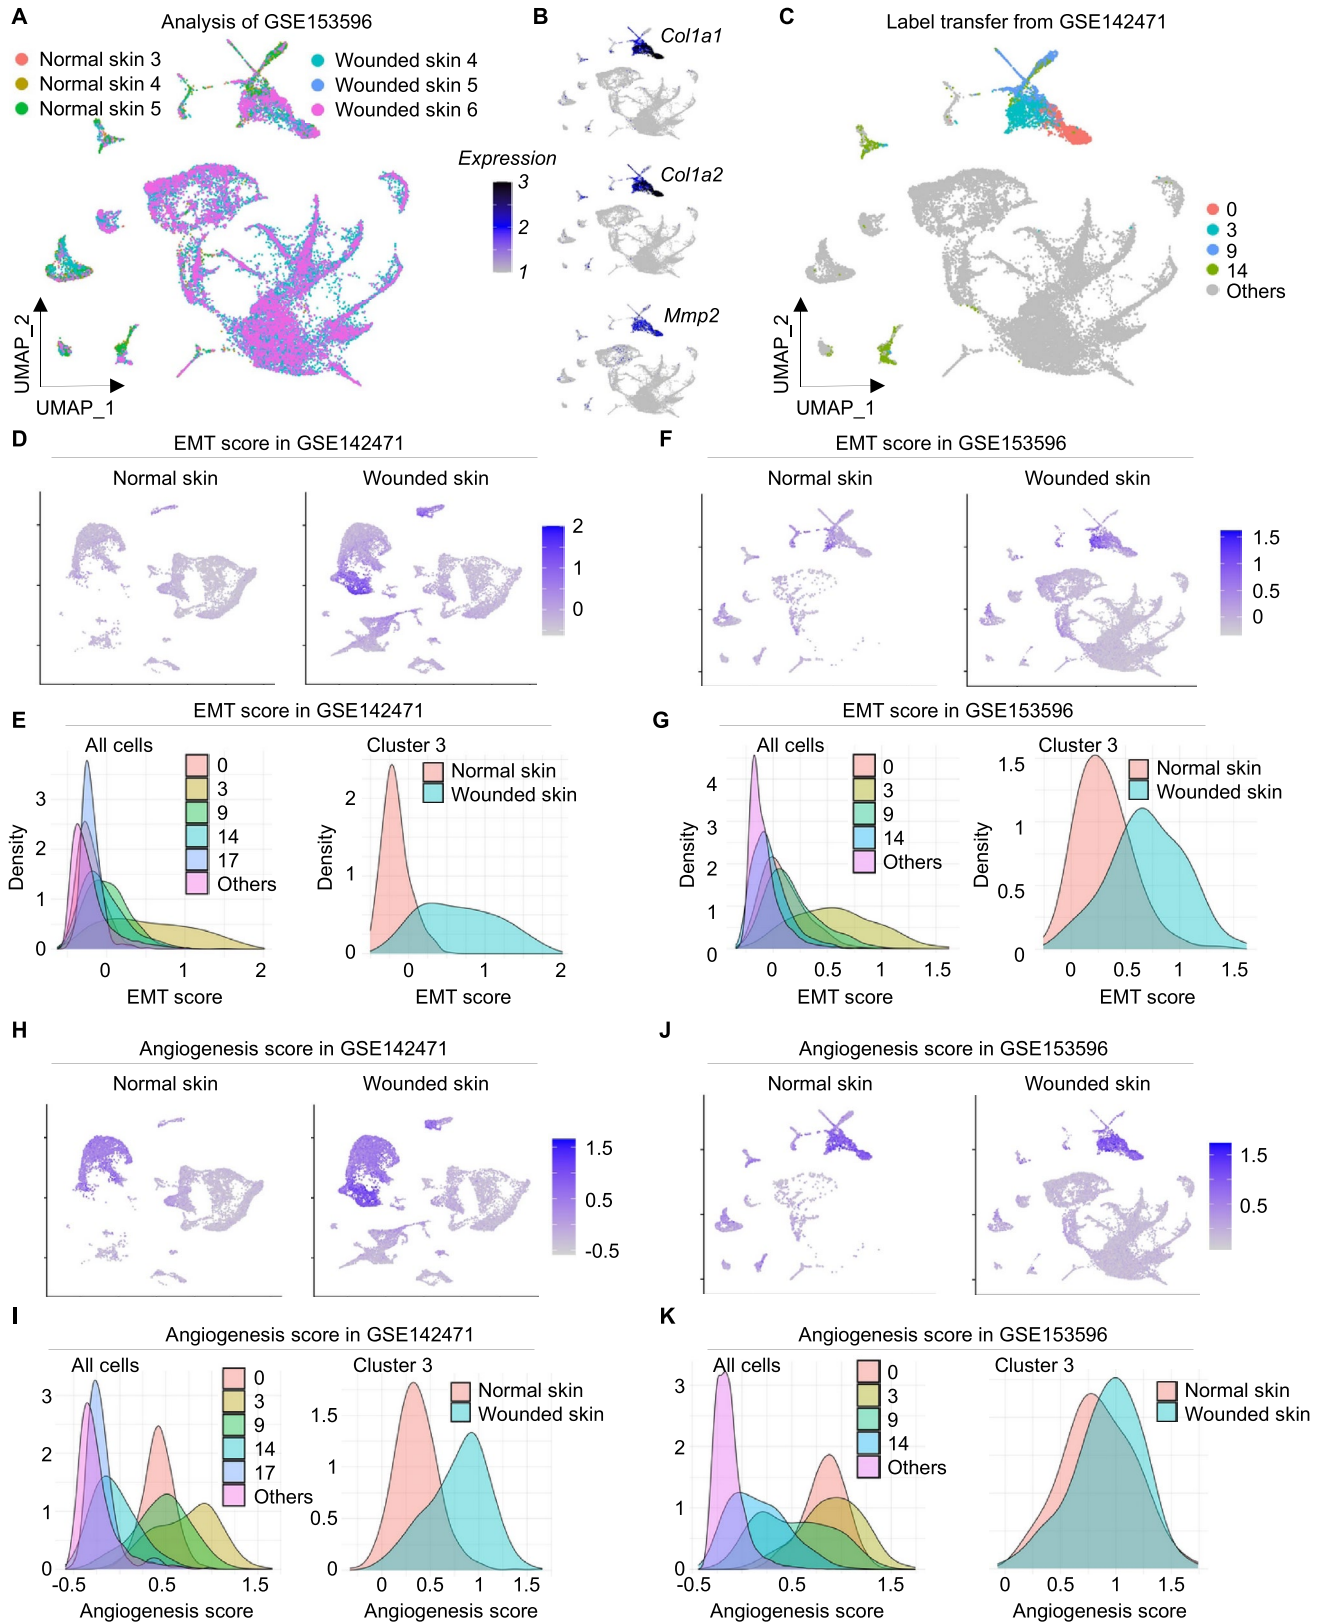 A
Analysis of GSE153596
Normal skin 3
Normal skin 4
Normal skin 5
Wounded skin 4
Wounded skin 5
Wounded skin 6
Expression
3
2
1
UMAP_2
UMAP_1
B
Col1a1
Col1a2
Mmp2
C
Label transfer from GSE142471
0
3
9
14
Others
UMAP_2
UMAP_1
D
EMT score in GSE142471
Normal skin
Wounded skin
2
1
0
F
EMT score in GSE153596
Normal skin
Wounded skin
1.5
1
0.5
0
E
EMT score in GSE142471
All cells
0
3
9
14
17
Others
Density
3
2
1
0
0
1
2
EMT score
Cluster 3
Normal skin
Wounded skin
Density
2
1
0
0
1
2
EMT score
G
EMT score in GSE153596
All cells
0
3
9
14
Others
Density
4
3
2
1
0
0
0.5
1
1.5
EMT score
Cluster 3
Normal skin
Wounded skin
Density
1.5
1
0.5
0
0
0.5
1
1.5
EMT score
H
Angiogenesis score in GSE142471
Normal skin
Wounded skin
1.5
0.5
-0.5
J
Angiogenesis score in GSE153596
Normal skin
Wounded skin
1.5
0.5
I
Angiogenesis score in GSE142471
All cells
0
3
9
14
17
Others
3
2
1
0
-0.5
0.5
1.5
Angiogenesis score
Cluster 3
Normal skin
Wounded skin
1.5
1
0.5
0
0
0.5
1
1.5
Angiogenesis score
K
Angiogenesis score in GSE153596
All cells
0
3
9
14
Others
3
2
1
0
-0.5
0.5
1.5
Angiogenesis score
Cluster 3
Normal skin
Wounded skin
0
0.5
1
1.5
Angiogenesis score